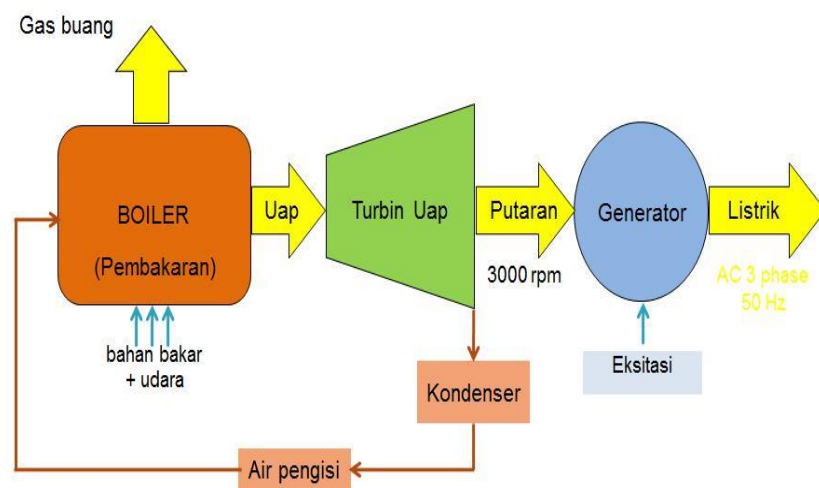 Gas buang
BOILER
(Pembakaran)
Uap
Turbin Uap
Putaran
3000 rpm
Generator
Listrik
AC 3 phase
50 Hz
bahan bakar
+ udara
Eksitasi
Kondenser
Air pengisi